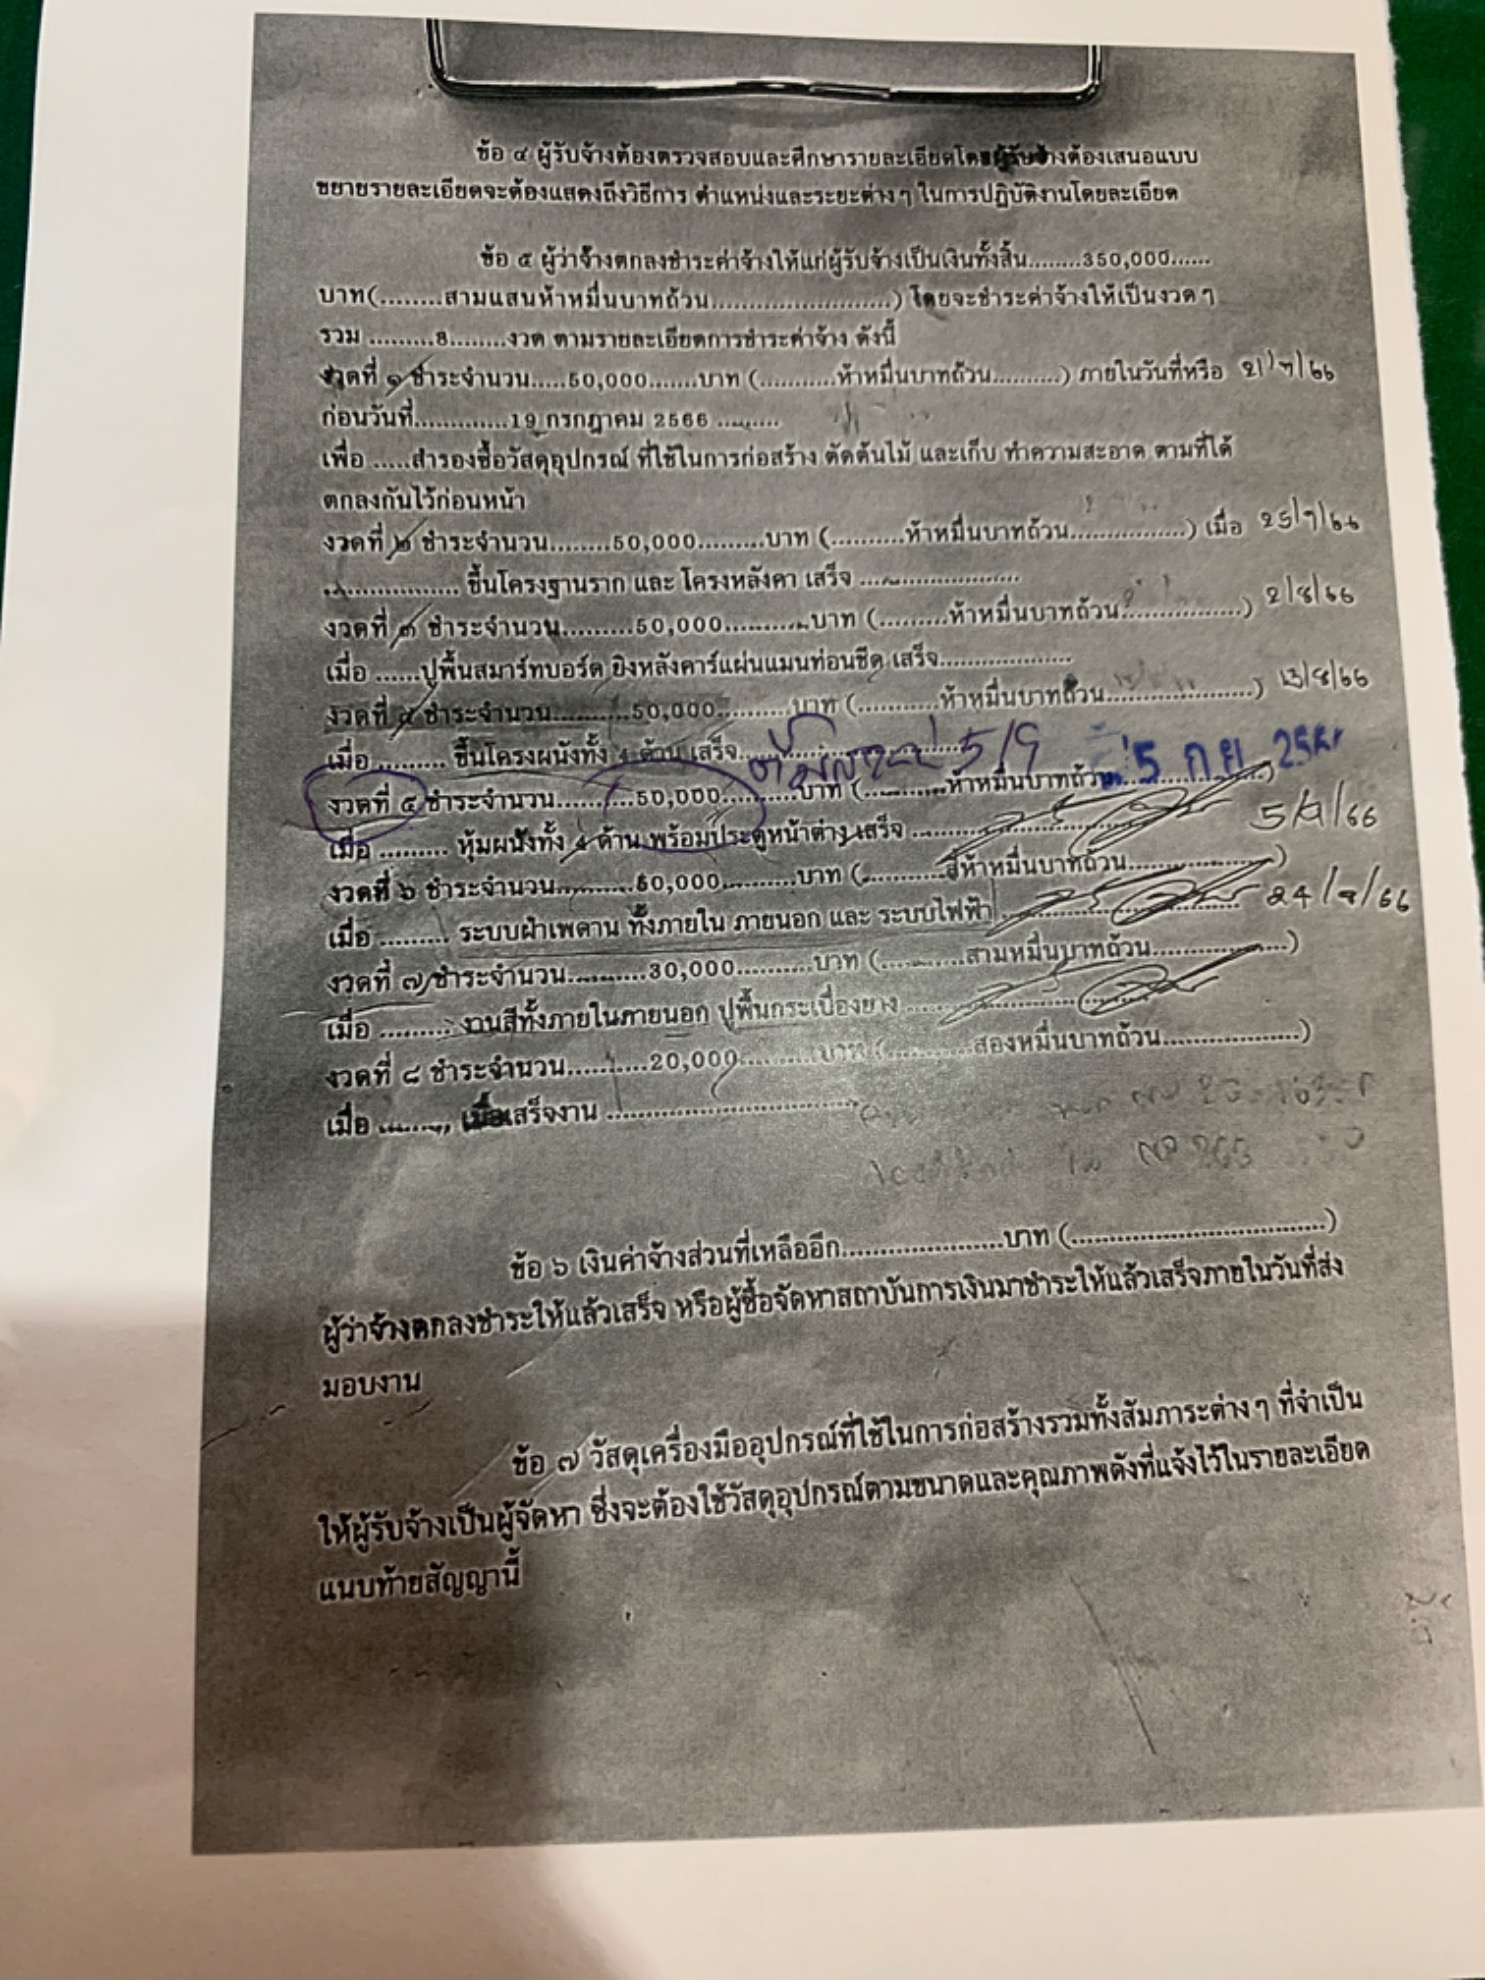 ข้อ ๔ ผู้รับจ้างต้องตรวจสอบและศึกษารายละเอียดโดยผู้รับจ้างต้องเสนอแบบ
ขยายรายละเอียดจะต้องแสดงถึงวิธีการ ตำแหน่งและระยะต่างๆ ในการปฏิบัติงานโดยละเอียด
ข้อ ๕ ผู้ว่าจ้างตกลงชำระค่าจ้างให้แก่ผู้รับจ้างเป็นเงินทั้งสิ้น........350,000......
บาท(........สามแสนห้าหมื่นบาทถ้วน........................) โดยจะชำระค่าจ้างให้เป็นงวดๆ
รวม .........8........งวด ตามรายละเอียดการชำระค่าจ้าง ดังนี้
งวดที่ ๑ ชำระจำนวน.....50,000.......บาท (...........ห้าหมื่นบาทถ้วน..........) ภายในวันที่หรือ 21/7/66
ก่อนวันที่.............19 กรกฎาคม 2566 .........
เพื่อ .....สำรองซื้อวัสดุอุปกรณ์ ที่ใช้ในการก่อสร้าง ตัดต้นไม้ และเก็บ ทำความสะอาด ตามที่ได้
ตกลงกันไว้ก่อนหน้า
งวดที่ ๒ ชำระจำนวน........50,000.........บาท (..........ห้าหมื่นบาทถ้วน................) เมื่อ 25/7/66
.................. ขึ้นโครงฐานราก และ โครงหลังคา เสร็จ .....................
งวดที่ ๓ ชำระจำนวน.........50,000...........บาท (.........ห้าหมื่นบาทถ้วน.................) 2/8/66
เมื่อ ......ปูพื้นสมาร์ทบอร์ด ยิงหลังคาร์แผ่นแมนท่อนชีด เสร็จ...................
งวดที่ ๔ ชำระจำนวน..........50,000..........บาท (...........ห้าหมื่นบาทถ้วน...................) 13/8/66
เมื่อ ......... ขึ้นโครงผนังทั้ง 4 ด้าน เสร็จ........................ 5/9 5 ก.ย. 256
งวดที่ ๕ ชำระจำนวน..........50,000..........บาท (...........ห้าหมื่นบาทถ้วน...................)
เมื่อ ......... หุ้มผนังทั้ง 4 ด้าน พร้อมประตูหน้าต่าง เสร็จ ........................ 5/9/66
งวดที่ ๖ ชำระจำนวน..........50,000..........บาท (...........สี่ห้าหมื่นบาทถ้วน...................)
เมื่อ ......... ระบบฝ้าเพดาน ทั้งภายใน ภายนอก และ ระบบไฟฟ้า ........................ 24/9/66
งวดที่ ๗ ชำระจำนวน..........30,000..........บาท (...........สามหมื่นบาทถ้วน...................)
เมื่อ ......... งานสีทั้งภายในภายนอก ปูพื้นกระเบื้องยาง ........................
งวดที่ ๘ ชำระจำนวน..........20,000..........บาท (...........สองหมื่นบาทถ้วน...................)
เมื่อ ........, เมื่อเสร็จงาน ..............................
ข้อ ๖ เงินค่าจ้างส่วนที่เหลืออีก.....................บาท (................................)
ผู้ว่าจ้างตกลงชำระให้แล้วเสร็จ หรือผู้ซื้อจัดหาสถาบันการเงินมาชำระให้แล้วเสร็จภายในวันที่ส่ง
มอบงาน
ข้อ ๗ วัสดุเครื่องมืออุปกรณ์ที่ใช้ในการก่อสร้างรวมทั้งสัมภาระต่างๆ ที่จำเป็น
ให้ผู้รับจ้างเป็นผู้จัดหา ซึ่งจะต้องใช้วัสดุอุปกรณ์ตามขนาดและคุณภาพดังที่แจ้งไว้ในรายละเอียด
แนบท้ายสัญญานี้